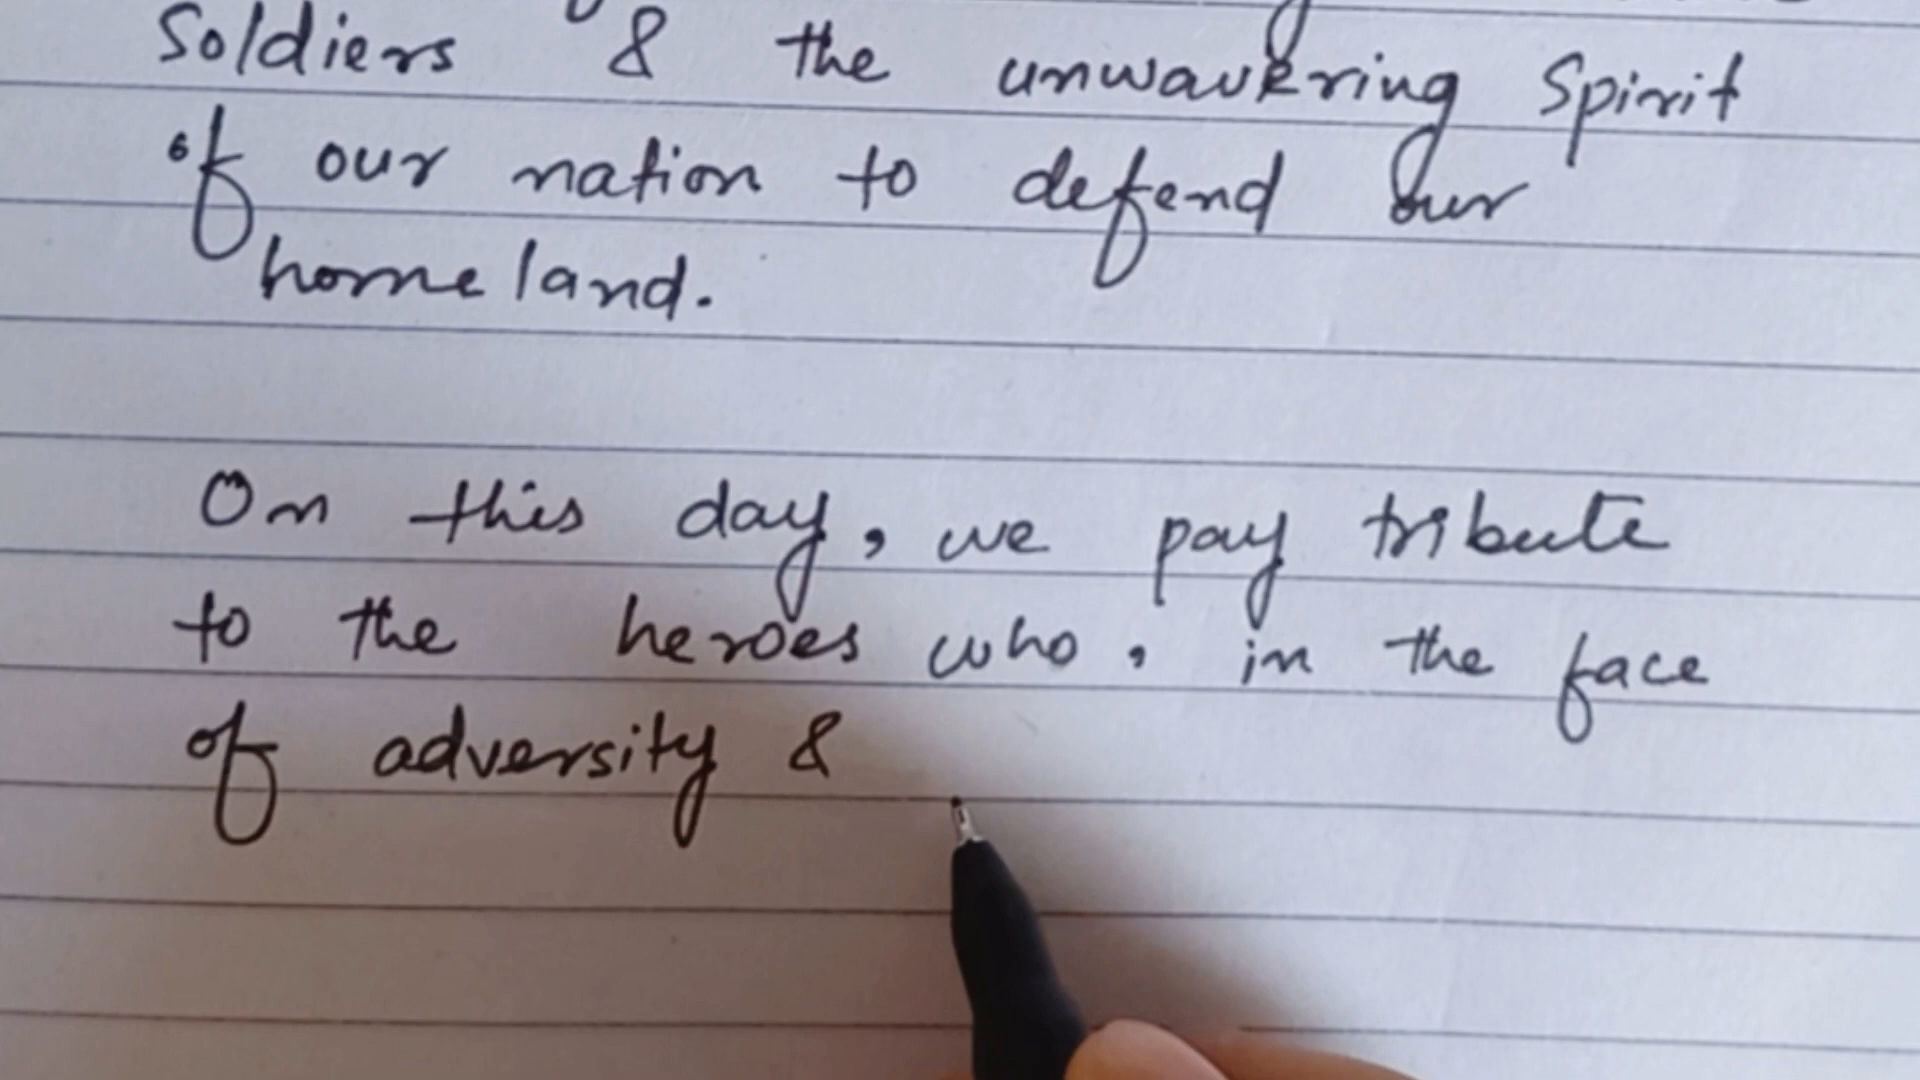 Soldiers & the unwavering Spirit
of our nation to defend our
homeland.
On this day, we pay tribute
to the heroes who, in the face
of adversity &